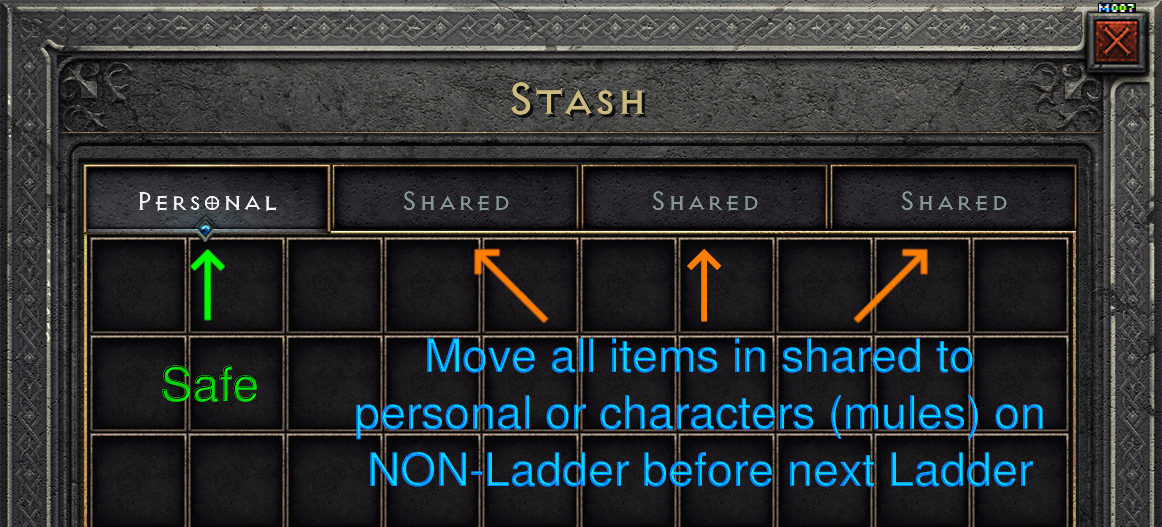 M007
STASH
PERSONAL
SHARED
SHARED
SHARED
Safe
Move all items in shared to
personal or characters (mules) on
NON-Ladder before next Ladder